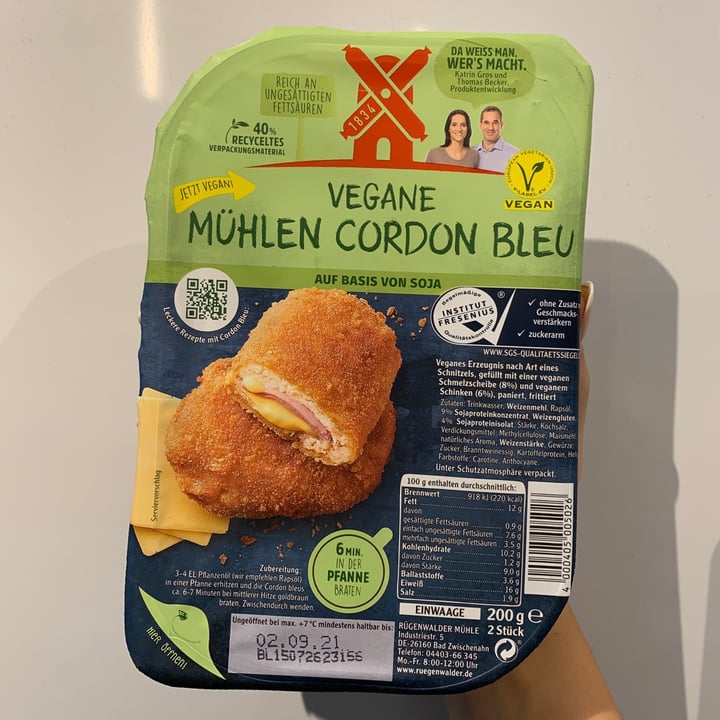 DA WEISS MAN,
WER'S MACHT.
Katrin Gros und
Thomas Becker,
Produktentwicklung
REICH AN
UNGESÄTTIGTEN
FETTSÄUREN
1834
40%
RECYCELTES
VERPACKUNGSMATERIAL
EUROPEAN VEGETARIAN UNION
V-LABEL.EU
VEGAN
JETZT VEGAN!
VEGANE
MÜHLEN CORDON BLEU
AUF BASIS VON SOJA
Leckere Rezepte mit Cordon Bleu:
Regelmäßige
INSTITUT
FRESENIUS
Qualitätskontrolle
®
✓ ohne Zusatz
Geschmacks-
verstärkern
✓ zuckerarm
WWW.SGS-QUALITAETSSIEGEL
Veganes Erzeugnis nach Art eines
Schnitzels, gefüllt mit einer veganen
Schmelzscheibe (8%) und veganem
Schinken (6%), paniert, frittiert
Zutaten: Trinkwasser, Weizenmehl, Rapsöl,
9% Sojaproteinkonzentrat, Weizengluten,
4% Sojaproteinisolat, Stärke, Kochsalz,
Verdickungsmittel: Methylcellulose, Maismehl,
natürliches Aroma, Weizenstärke, Gewürze,
Zucker, Branntweinessig, Kartoffelprotein,
Farbstoffe: Carotine, Anthocyane.
Unter Schutzatmosphäre verpackt.
Serviervorschlag
100 g enthalten durchschnittlich:
Brennwert 918 kJ (220 kcal)
Fett 12 g
davon
gesättigte Fettsäuren 0,9 g
einfach ungesättigte Fettsäuren 7,6 g
mehrfach ungesättigte Fettsäuren 3,5 g
Kohlenhydrate 10,2 g
davon Zucker 1,2 g
davon Stärke 9,0 g
Ballaststoffe 3,6 g
Eiweiß 16 g
Salz 1,9 g
4 000405 005026
6 MIN.
IN DER
PFANNE
BRATEN
Zubereitung:
3-4 EL Pflanzenöl (wir empfehlen Rapsöl)
in einer Pfanne erhitzen und die Cordon bleus
ca. 6-7 Minuten bei mittlerer Hitze goldbraun
braten. Zwischendurch wenden.
HIER ÖFFNEN!
Ungeöffnet bei max. +7 °C mindestens haltbar bis:
02.09.21
BL15072623155
EINWAAGE 200 g e
2 Stück
RÜGENWALDER MÜHLE
Industriestr. 5
DE-26160 Bad Zwischenahn
Telefon: 04403-66 345
Mo.-Fr. 8:00-12:00 Uhr
www.ruegenwalder.de